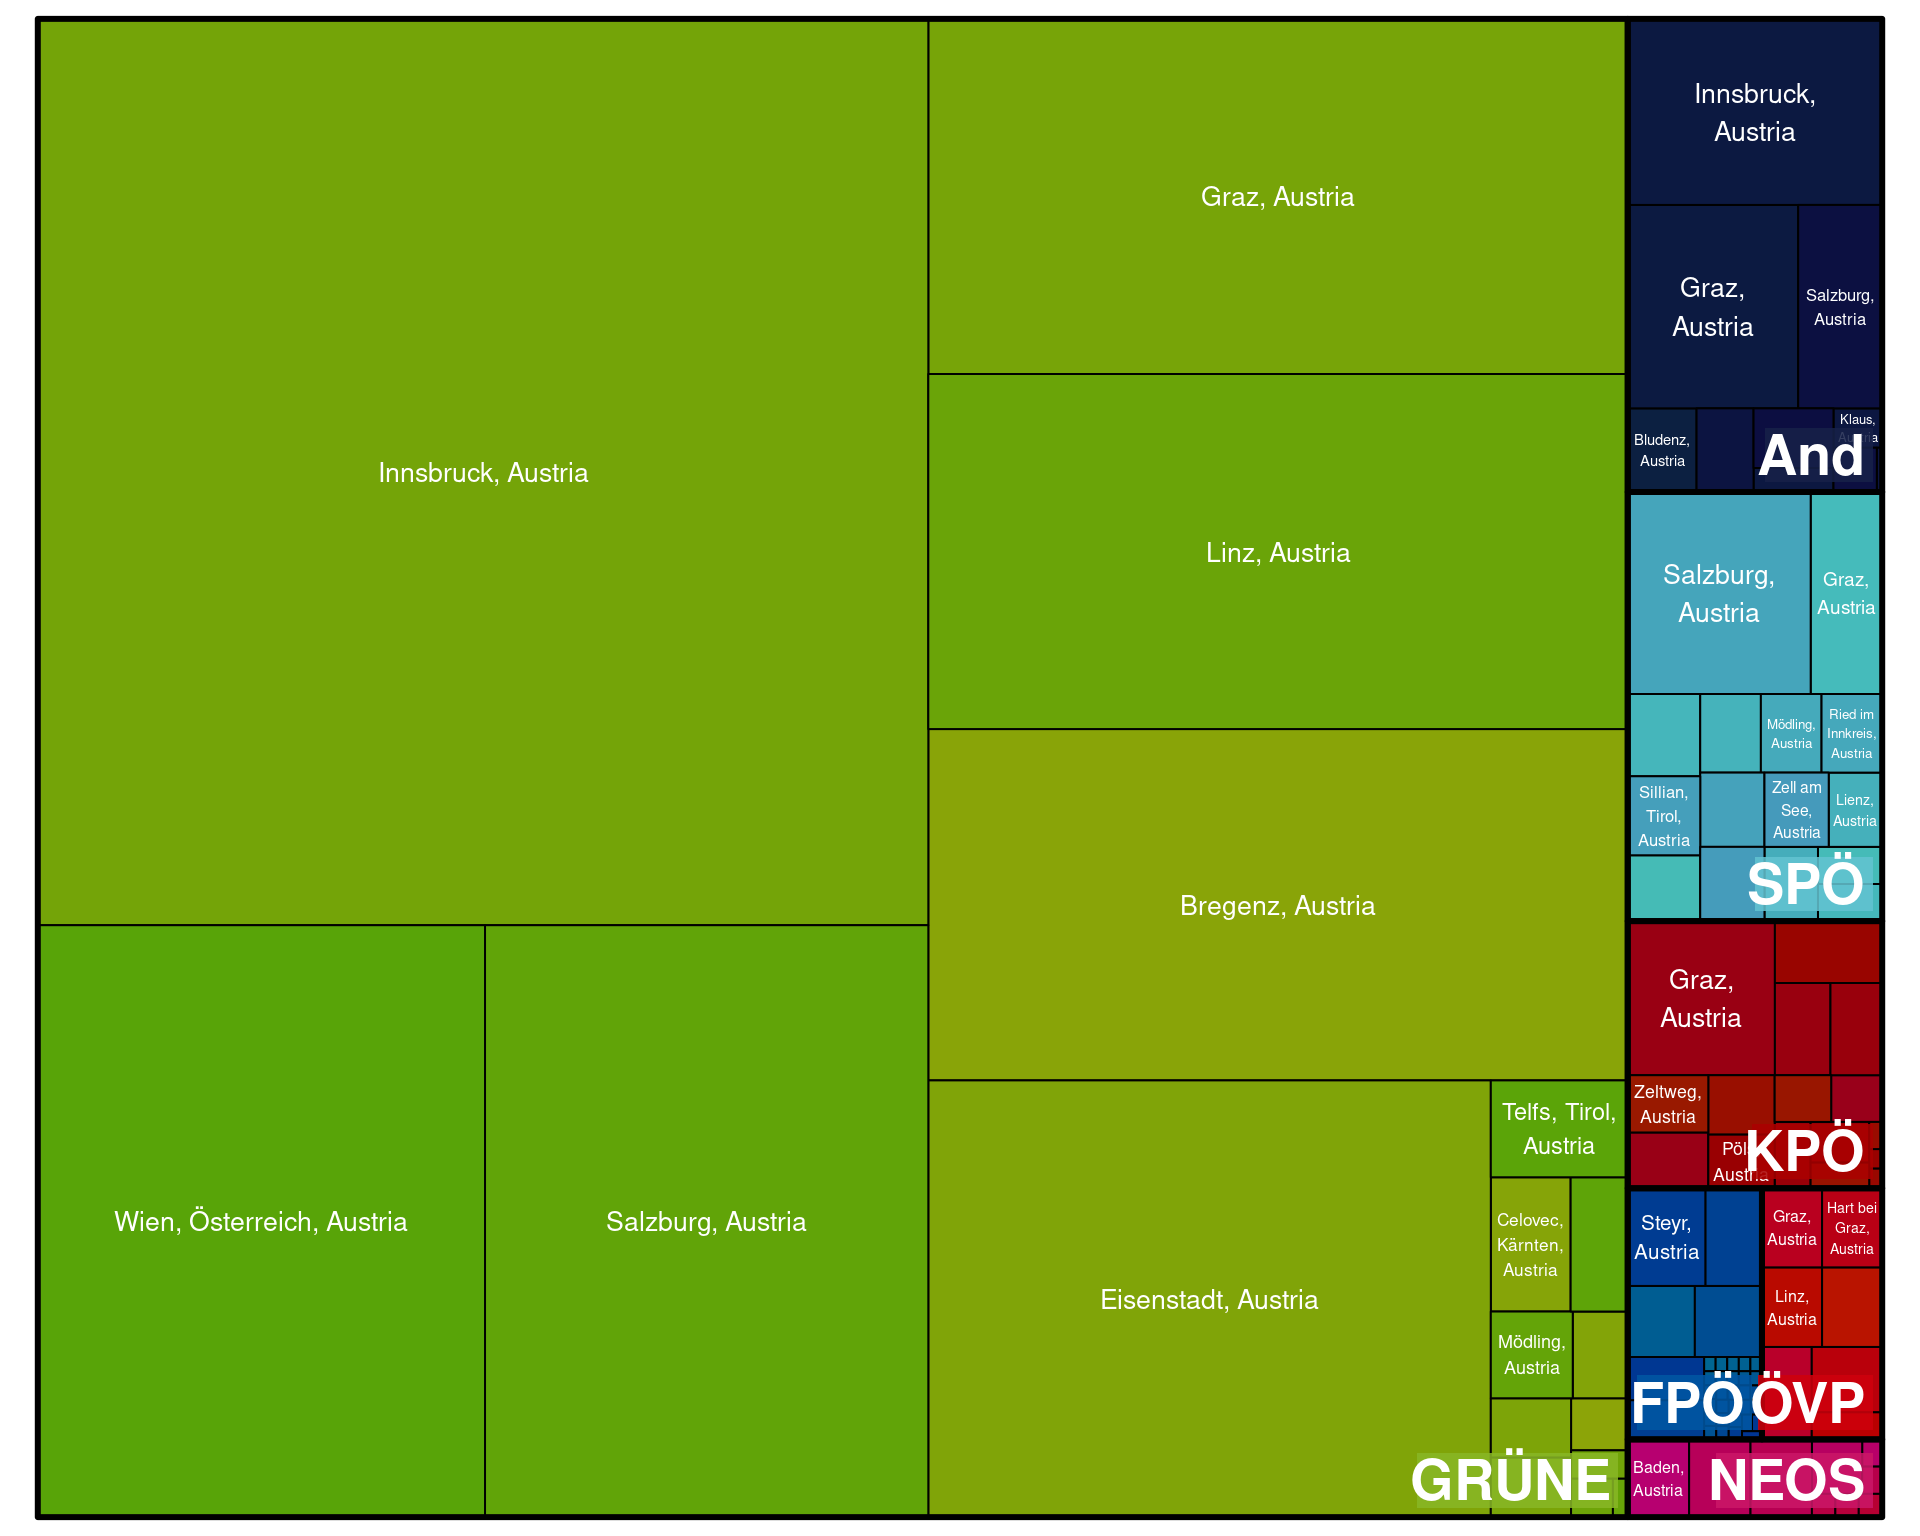 Innsbruck, Austria
Wien, Österreich, Austria
Salzburg, Austria
Graz, Austria
Linz, Austria
Bregenz, Austria
Eisenstadt, Austria
Telfs, Tirol,
Austria
Celovec,
Kärnten,
Austria
Mödling,
Austria
GRÜNE
Innsbruck,
Austria
Graz,
Austria
Salzburg,
Austria
Bludenz,
Austria
Klaus,
Austria
And
Salzburg,
Austria
Graz,
Austria
Mödling,
Austria
Ried im
Innkreis,
Austria
Sillian,
Tirol,
Austria
Zell am
See,
Austria
Lienz,
Austria
SPÖ
Graz,
Austria
Zeltweg,
Austria
Austria
KPÖ
Steyr,
Austria
FPÖ
Graz,
Austria
Hart bei
Graz,
Austria
Linz,
Austria
ÖVP
Baden,
Austria
NEOS